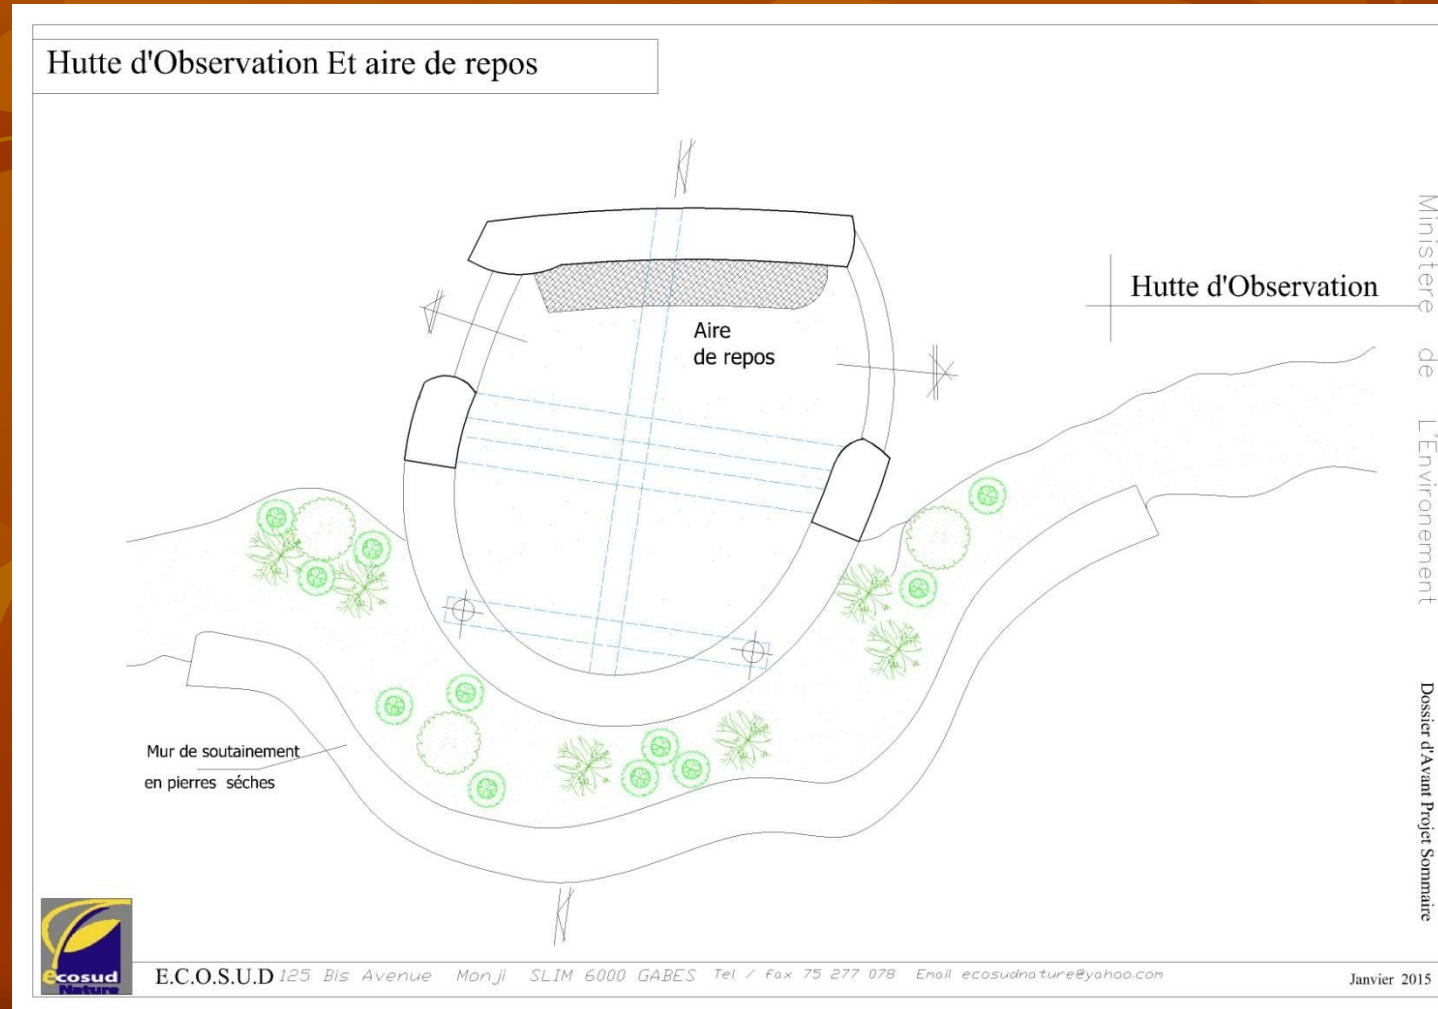 Hutte d'Observation Et aire de repos
Hutte d'Observation
Ministere de L'Environement
Aire
de repos
Mur de soutainement
en pierres séches
Dossier d'Avant Projet Sommaire
ecosud
Nature
E.C.O.S.U.D 125 Bis Avenue Monji SLIM 6000 GABES Tel / fax 75 277 078 Email ecosudnature@yahoo.com
Janvier 2015